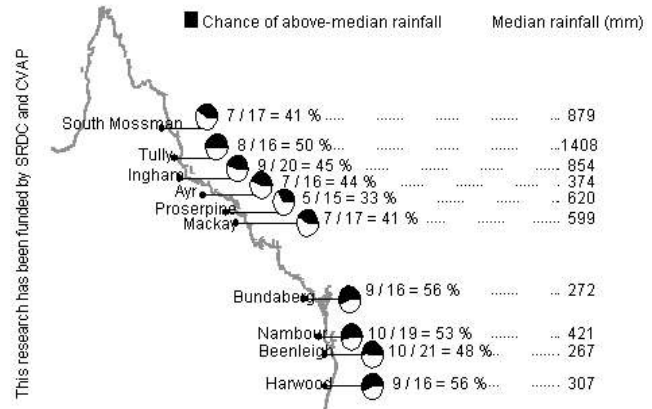 Chance of above-median rainfall Median rainfall (mm)
South Mossman 7 / 17 = 41 % ..... ...... ... 879
Tully 8 / 16 = 50 % ..... ...... ... 1408
Ingham 9 / 20 = 45 % ..... ...... ... 854
Ayr 7 / 16 = 44 % ... 374
Proserpine 5 / 15 = 33 % ... 620
Mackay 7 / 17 = 41 % ... 599
Bundaberg 9 / 16 = 56 % ...... ... 272
Nambour 10 / 19 = 53 % ...... ... 421
Beenleigh 10 / 21 = 48 % ...... ... 267
Harwood 9 / 16 = 56 % ...... ... 307
This research has been funded by SRDC and CVAP